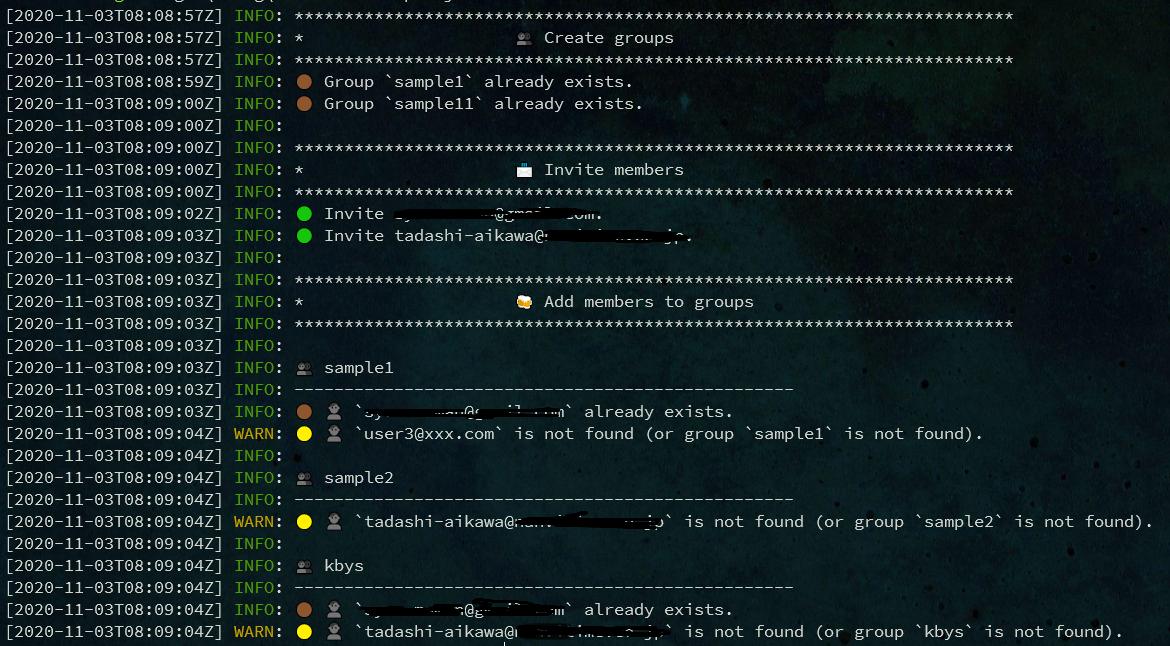 [2020-11-03T08:08:57Z] INFO: ************************************************************************
[2020-11-03T08:08:57Z] INFO: * 👥 Create groups
[2020-11-03T08:08:57Z] INFO: ************************************************************************
[2020-11-03T08:08:59Z] INFO: 🟤 Group `sample1` already exists.
[2020-11-03T08:09:00Z] INFO: 🟤 Group `sample11` already exists.
[2020-11-03T08:09:00Z] INFO:
[2020-11-03T08:09:00Z] INFO: ************************************************************************
[2020-11-03T08:09:00Z] INFO: * 📩 Invite members
[2020-11-03T08:09:00Z] INFO: ************************************************************************
[2020-11-03T08:09:02Z] INFO: 🟢 Invite
[2020-11-03T08:09:03Z] INFO: 🟢 Invite tadashi-aikawa@
[2020-11-03T08:09:03Z] INFO:
[2020-11-03T08:09:03Z] INFO: ************************************************************************
[2020-11-03T08:09:03Z] INFO: * 🍻 Add members to groups
[2020-11-03T08:09:03Z] INFO: ************************************************************************
[2020-11-03T08:09:03Z] INFO:
[2020-11-03T08:09:03Z] INFO: 👥 sample1
[2020-11-03T08:09:03Z] INFO: --------------------------------------------------
[2020-11-03T08:09:03Z] INFO: 🟤 👤 already exists.
[2020-11-03T08:09:04Z] WARN: 🟡 👤 `user3@xxx.com` is not found (or group `sample1` is not found).
[2020-11-03T08:09:04Z] INFO:
[2020-11-03T08:09:04Z] INFO: 👥 sample2
[2020-11-03T08:09:04Z] INFO: --------------------------------------------------
[2020-11-03T08:09:04Z] WARN: 🟡 👤 `tadashi-aikawa@ ` is not found (or group `sample2` is not found).
[2020-11-03T08:09:04Z] INFO:
[2020-11-03T08:09:04Z] INFO: 👥 kbys
[2020-11-03T08:09:04Z] INFO: --------------------------------------------------
[2020-11-03T08:09:04Z] INFO: 🟤 👤 already exists.
[2020-11-03T08:09:04Z] WARN: 🟡 👤 `tadashi-aikawa@ ` is not found (or group `kbys` is not found).